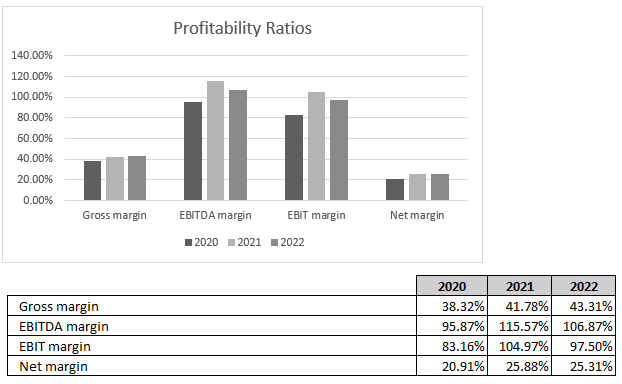 Profitability Ratios
140.00%
120.00%
100.00%
80.00%
60.00%
40.00%
20.00%
0.00%
Gross margin EBITDA margin EBIT margin Net margin
2020 2021 2022
2020 2021 2022
Gross margin 38.32% 41.78% 43.31%
EBITDA margin 95.87% 115.57% 106.87%
EBIT margin 83.16% 104.97% 97.50%
Net margin 20.91% 25.88% 25.31%